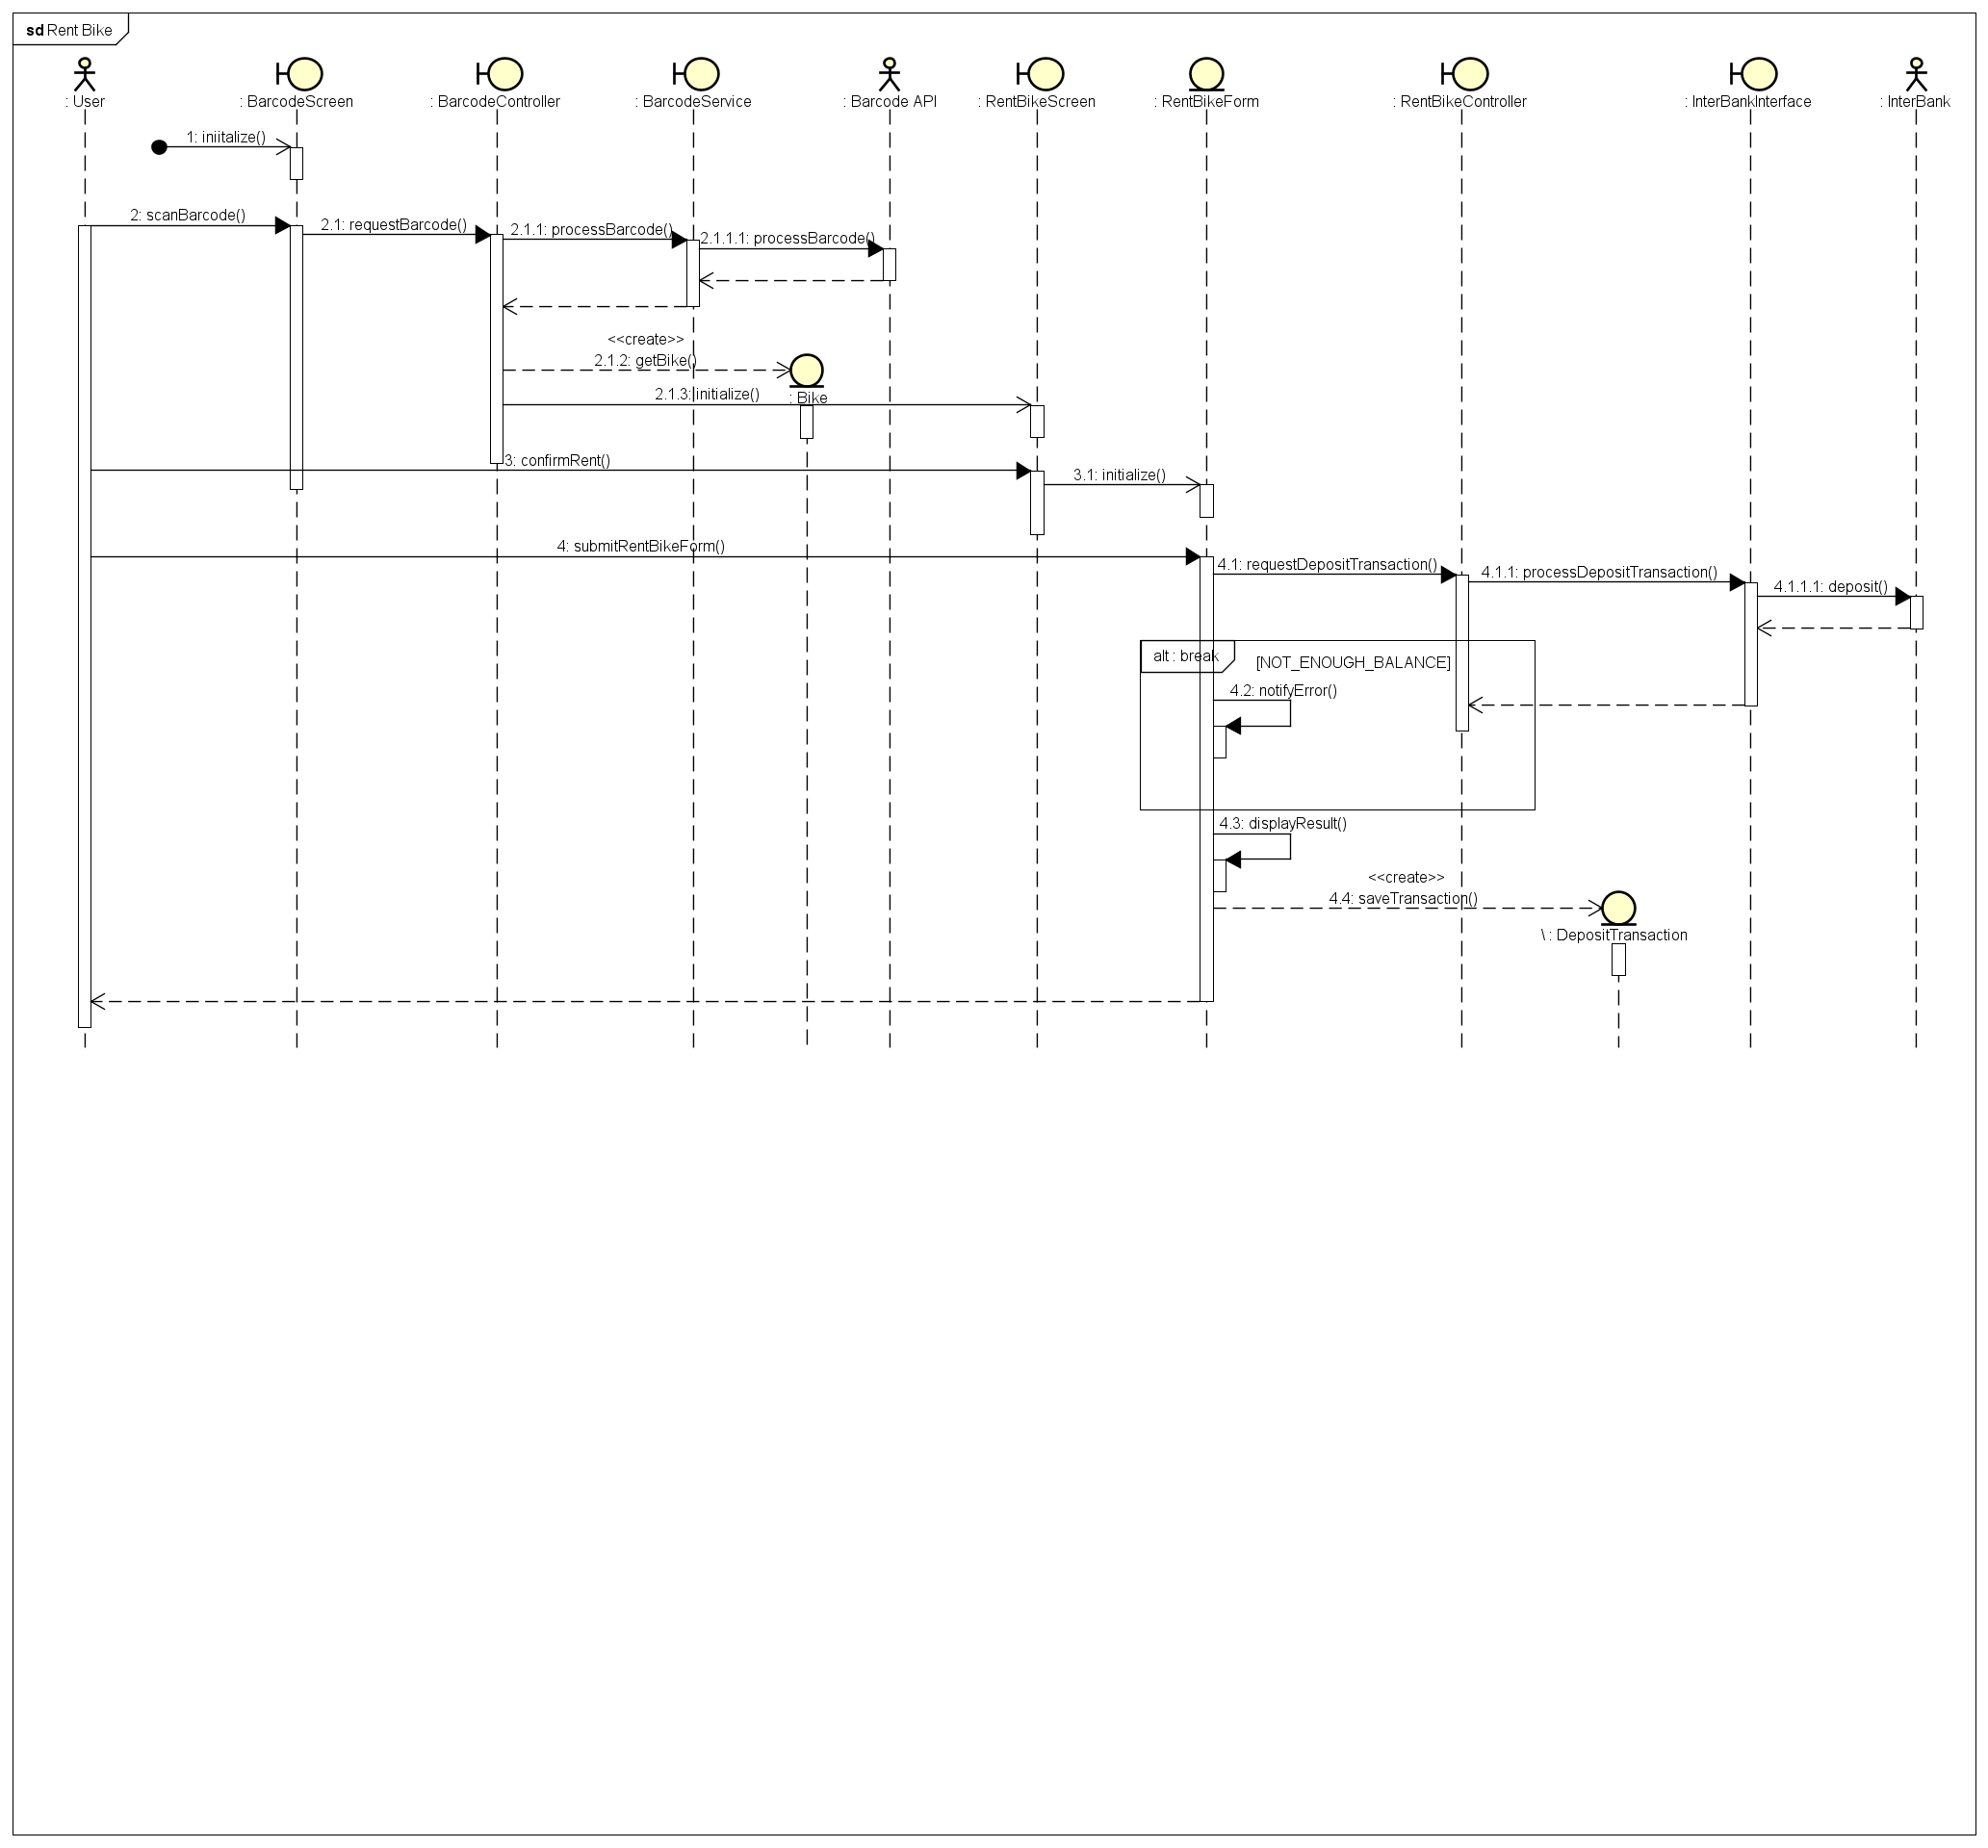 sd Rent Bike
: User
: BarcodeScreen
: BarcodeController
: BarcodeService
: Barcode API
: RentBikeScreen
: RentBikeForm
: RentBikeController
: InterBankInterface
: InterBank
1: iniitalize()
2: scanBarcode()
2.1: requestBarcode()
2.1.1: processBarcode()
2.1.1.1: processBarcode()
<<create>>
2.1.2: getBike()
2.1.3: initialize()
: Bike
3: confirmRent()
3.1: initialize()
4: submitRentBikeForm()
4.1: requestDepositTransaction()
4.1.1: processDepositTransaction()
4.1.1.1: deposit()
alt : break
[NOT_ENOUGH_BALANCE]
4.2: notifyError()
4.3: displayResult()
<<create>>
4.4: saveTransaction()
\ : DepositTransaction